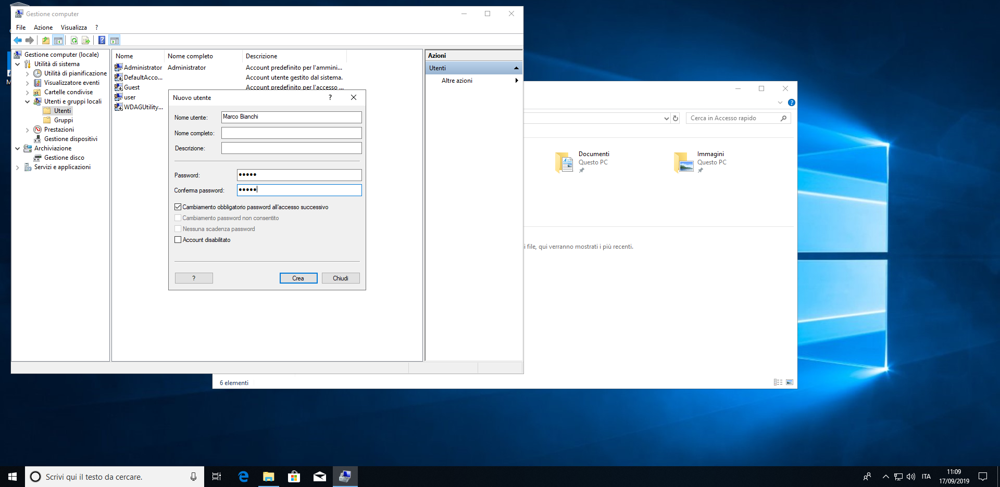 Gestione computer
File Azione Visualizza ?
Gestione computer (locale)
Utilità di sistema
Utilità di pianificazione
Visualizzatore eventi
Cartelle condivise
Utenti e gruppi locali
Utenti
Gruppi
Prestazioni
Gestione dispositivi
Archiviazione
Gestione disco
Servizi e applicazioni
Nome Nome completo Descrizione
Administrator Administrator Account predefinito per l'ammini...
DefaultAcco... Account utente gestito dal sistema.
Guest Account predefinito per l'accesso ...
user
WDAGUtility...
Azioni
Utenti
Altre azioni
Nuovo utente ?
Nome utente: Marco Bianchi
Nome completo:
Descrizione:
Password: •••••
Conferma password: •••••
Cambiamento obbligatorio password all'accesso successivo
Cambiamento password non consentito
Nessuna scadenza password
Account disabilitato
? Crea Chiudi
Cerca in Accesso rapido
Documenti
Questo PC
Immagini
Questo PC
i file, qui verranno mostrati i più recenti.
6 elementi
M
Scrivi qui il testo da cercare.
ITA
11:09
17/09/2019